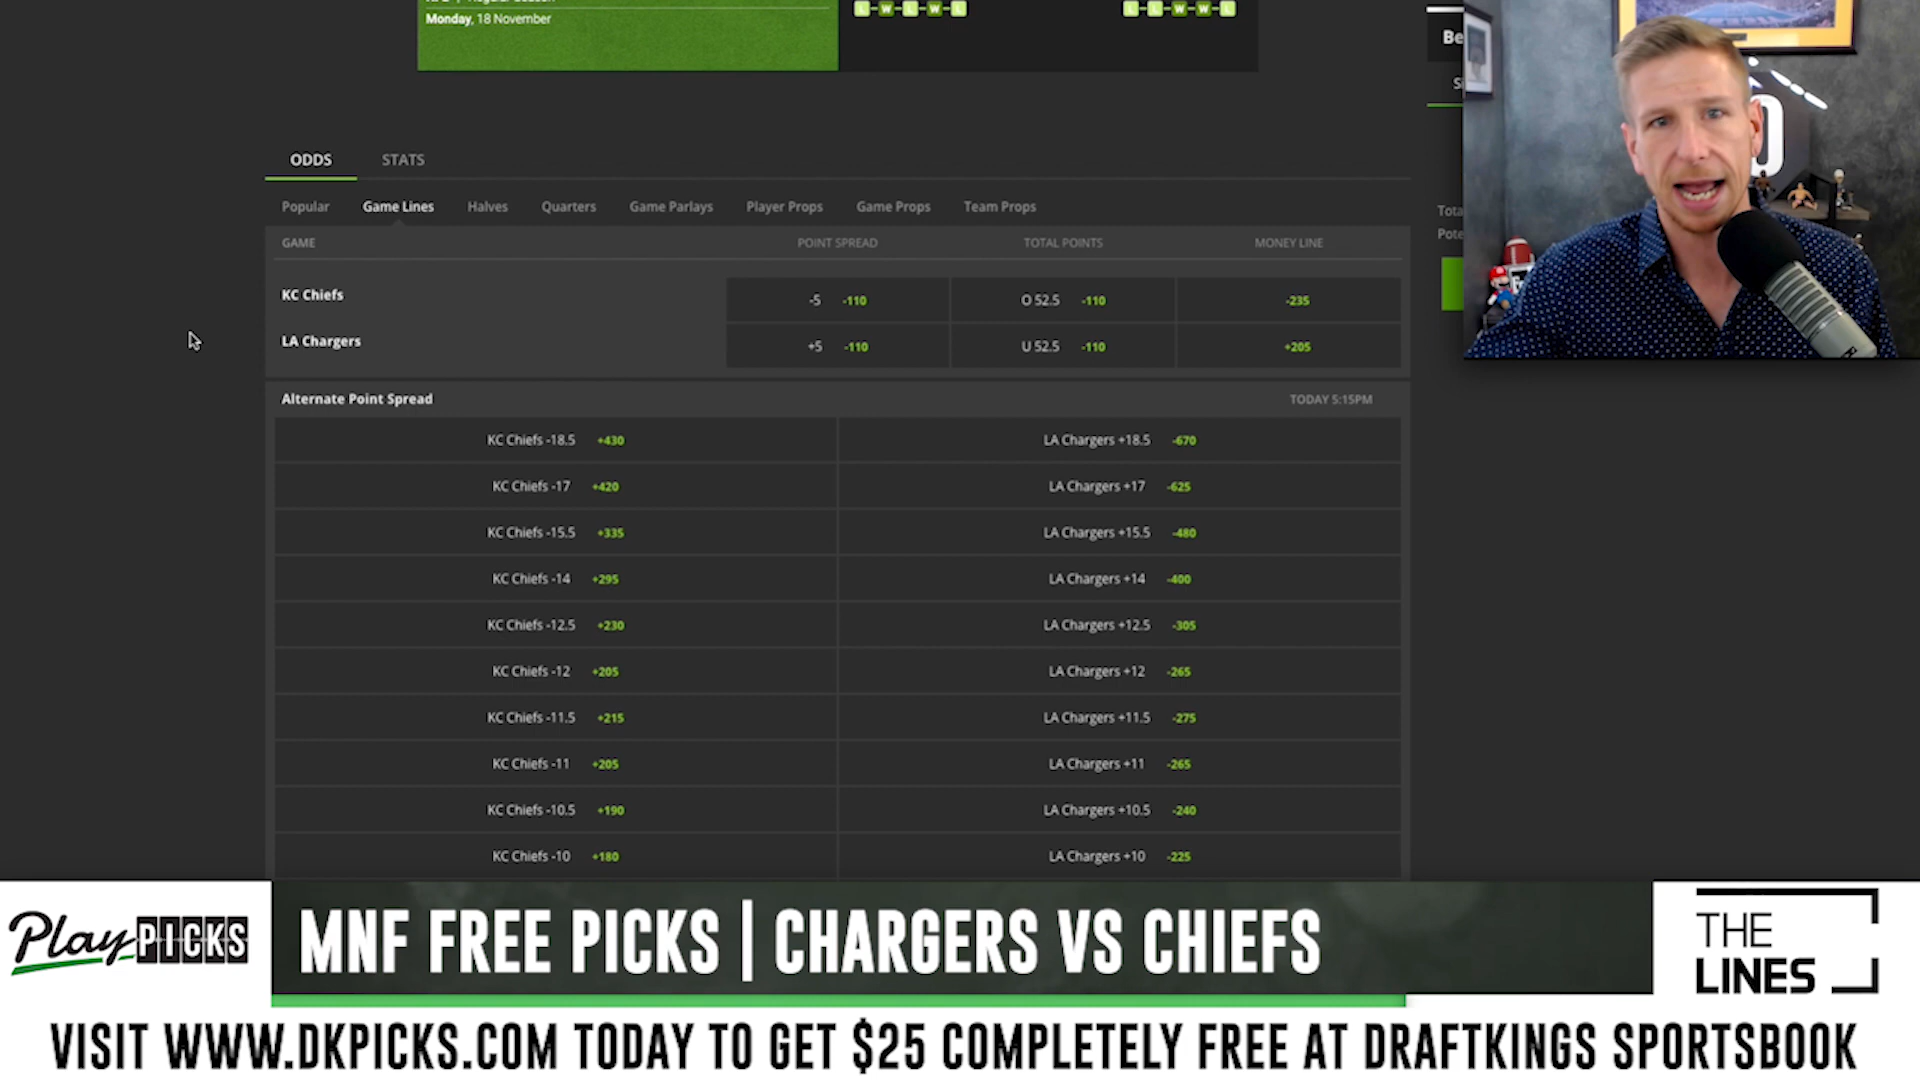 Monday, 18 November
L W L W L
L L W W L
ODDS STATS
Popular Game Lines Halves Quarters Game Parlays Player Props Game Props Team Props
GAME POINT SPREAD TOTAL POINTS MONEY LINE
KC Chiefs -5 -110 O 52.5 -110 -235
LA Chargers +5 -110 U 52.5 -110 +205
Alternate Point Spread TODAY 5:15PM
KC Chiefs -18.5 +430 LA Chargers +18.5 -670
KC Chiefs -17 +420 LA Chargers +17 -625
KC Chiefs -15.5 +335 LA Chargers +15.5 -480
KC Chiefs -14 +295 LA Chargers +14 -400
KC Chiefs -12.5 +230 LA Chargers +12.5 -305
KC Chiefs -12 +205 LA Chargers +12 -265
KC Chiefs -11.5 +215 LA Chargers +11.5 -275
KC Chiefs -11 +205 LA Chargers +11 -265
KC Chiefs -10.5 +190 LA Chargers +10.5 -240
KC Chiefs -10 +180 LA Chargers +10 -225
Be
Tota
Pote
PlayPICKS
MNF FREE PICKS | CHARGERS VS CHIEFS
THE
LINES
VISIT WWW.DKPICKS.COM TODAY TO GET $25 COMPLETELY FREE AT DRAFTKINGS SPORTSBOOK